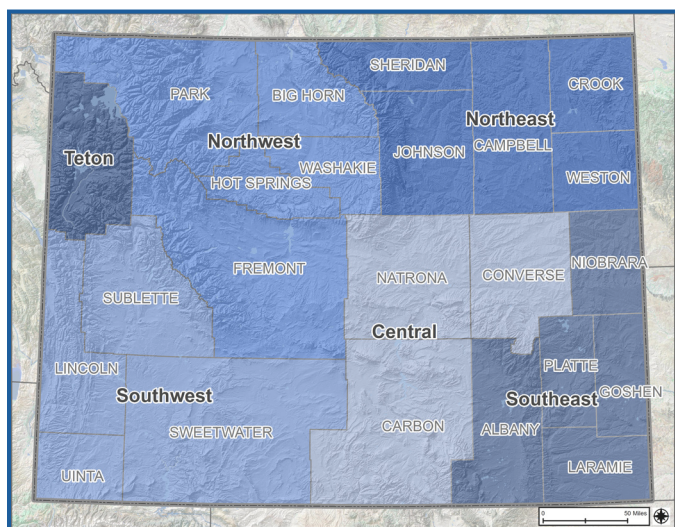 SHERIDAN
CROOK
PARK
BIG HORN
Northeast
Northwest
JOHNSON
CAMPBELL
Teton
WASHAKIE
HOT SPRINGS
WESTON
FREMONT
NATRONA
CONVERSE
NIOBRARA
SUBLETTE
Central
PLATTE
LINCOLN
GOSHEN
Southwest
Southeast
SWEETWATER
CARBON
ALBANY
UINTA
LARAMIE
0 50 Miles